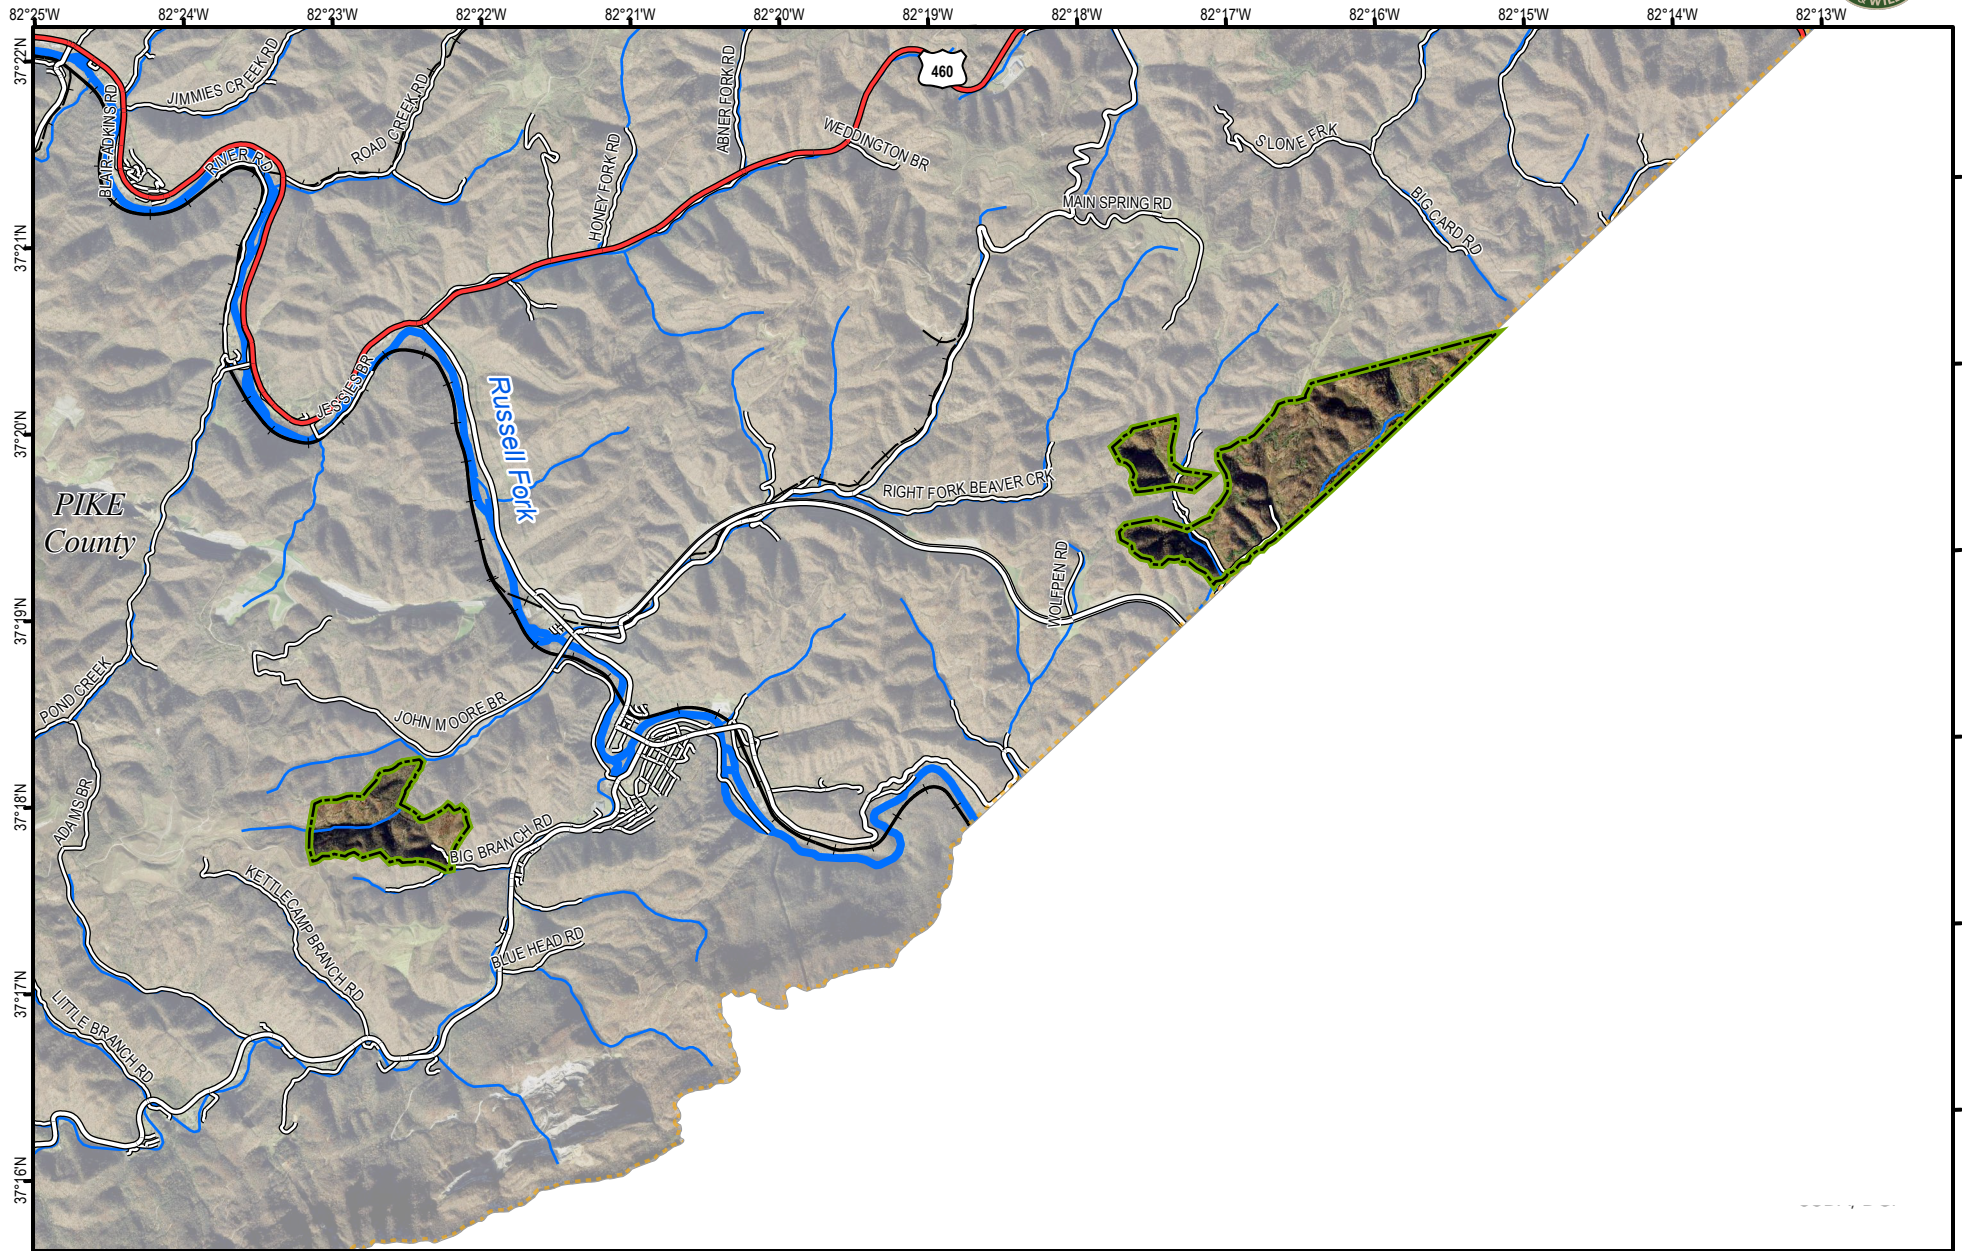 & WILD
82°25'W
82°24'W
82°23'W
82°22'W
82°21'W
82°20'W
82°19'W
82°18'W
82°17'W
82°16'W
82°15'W
82°14'W
82°13'W
37°22'N
37°21'N
37°20'N
37°19'N
37°18'N
37°17'N
37°16'N
JIMMIES CREEK RD
BLAIR ADKINS RD
RIVER RD
ROAD CREEK RD
HONEY FORK RD
ABNER FORK RD
460
WEDDINGTON BR
SLONE FRK
MAIN SPRING RD
BIG CARD RD
JESSIES BR
Russell Fork
PIKE
County
RIGHT FORK BEAVER CRK
WOLFPEN RD
POND CREEK
JOHN MOORE BR
ADAMS BR
BIG BRANCH RD
KETTLECAMP BRANCH RD
BLUE HEAD RD
LITTLE BRANCH RD